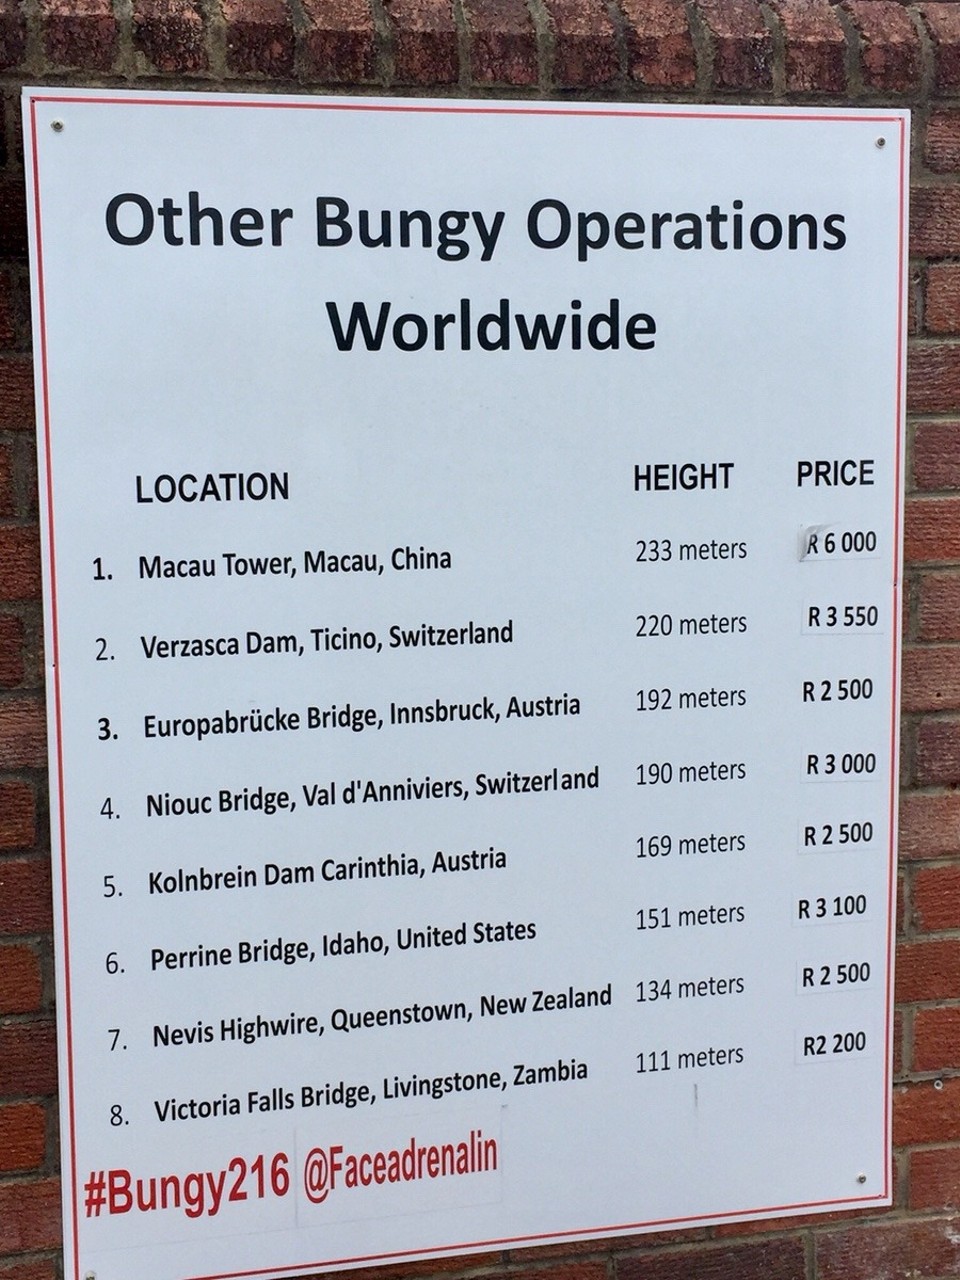 Other Bungy Operations
Worldwide
LOCATION HEIGHT PRICE
1. Macau Tower, Macau, China 233 meters R 6 000
2. Verzasca Dam, Ticino, Switzerland 220 meters R 3 550
3. Europabrücke Bridge, Innsbruck, Austria 192 meters R 2 500
4. Niouc Bridge, Val d'Anniviers, Switzerland 190 meters R 3 000
5. Kolnbrein Dam Carinthia, Austria 169 meters R 2 500
6. Perrine Bridge, Idaho, United States 151 meters R 3 100
7. Nevis Highwire, Queenstown, New Zealand 134 meters R 2 500
8. Victoria Falls Bridge, Livingstone, Zambia 111 meters R2 200
#Bungy216 @Faceadrenalin